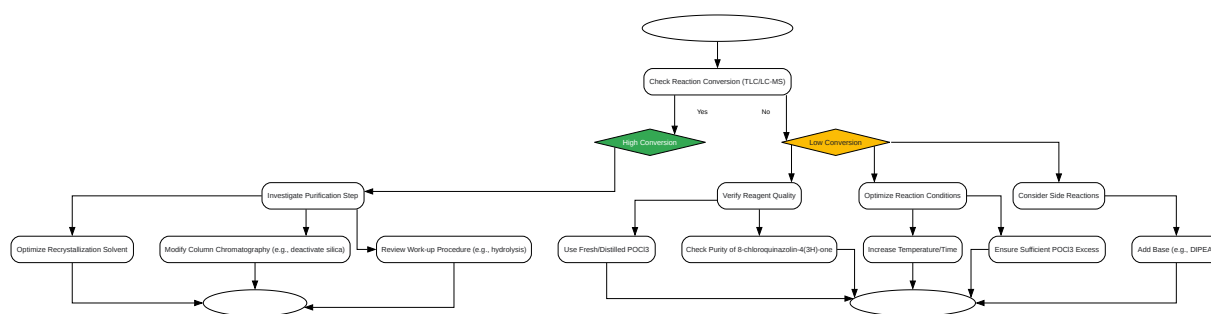 Check Reaction Conversion (TLC/LC-MS)
Yes
No
High Conversion
Low Conversion
Investigate Purification Step
Verify Reagent Quality
Optimize Reaction Conditions
Consider Side Reactions
Optimize Recrystallization Solvent
Modify Column Chromatography (e.g., deactivate silica)
Review Work-up Procedure (e.g., hydrolysis)
Use Fresh/Distilled POCl3
Check Purity of 8-chloroquinazolin-4(3H)-one
Increase Temperature/Time
Ensure Sufficient POCl3 Excess
Add Base (e.g., DIPEA